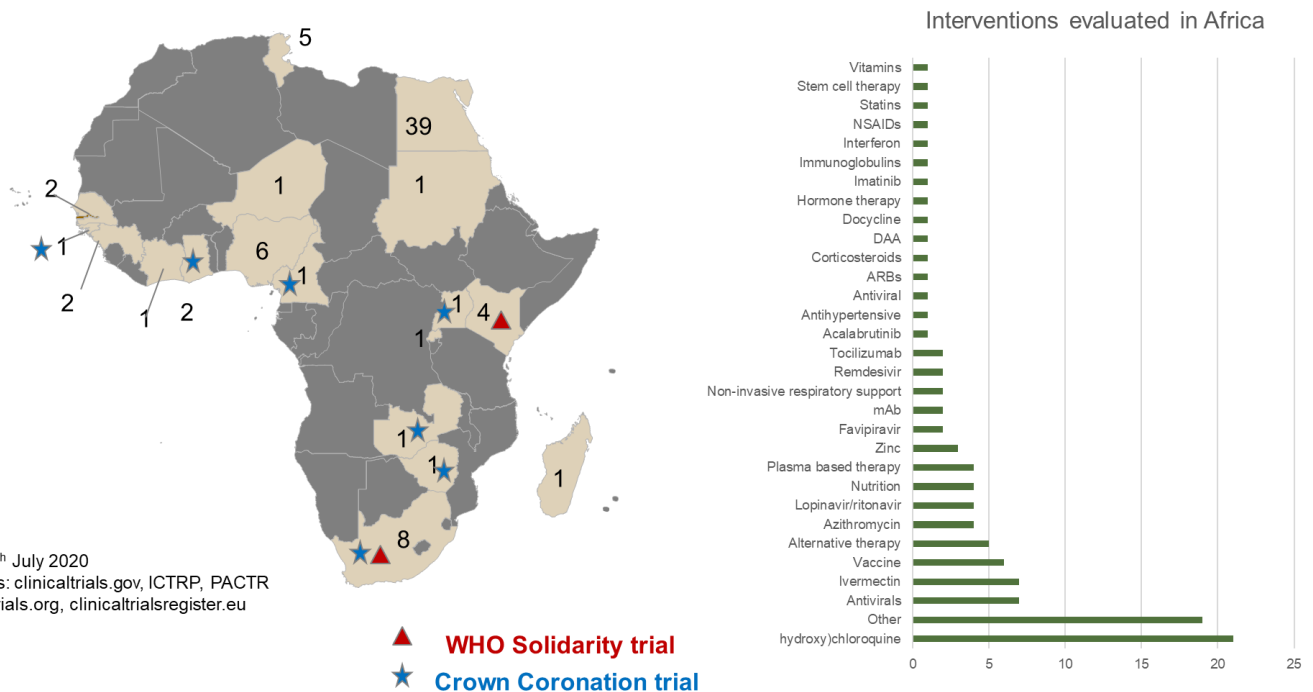 5
39
1
1
2
6
1
1
2
1
2
1
4
1
1
1
1
8
ʰ July 2020
s: clinicaltrials.gov, ICTRP, PACTR
rials.org, clinicaltrialsregister.eu
WHO Solidarity trial
Crown Coronation trial
Interventions evaluated in Africa
Vitamins
Stem cell therapy
Statins
NSAIDs
Interferon
Immunoglobulins
Imatinib
Hormone therapy
Docycline
DAA
Corticosteroids
ARBs
Antiviral
Antihypertensive
Acalabrutinib
Tocilizumab
Remdesivir
Non-invasive respiratory support
mAb
Favipiravir
Zinc
Plasma based therapy
Nutrition
Lopinavir/ritonavir
Azithromycin
Alternative therapy
Vaccine
Ivermectin
Antivirals
Other
hydroxy)chloroquine
0 5 10 15 20 25